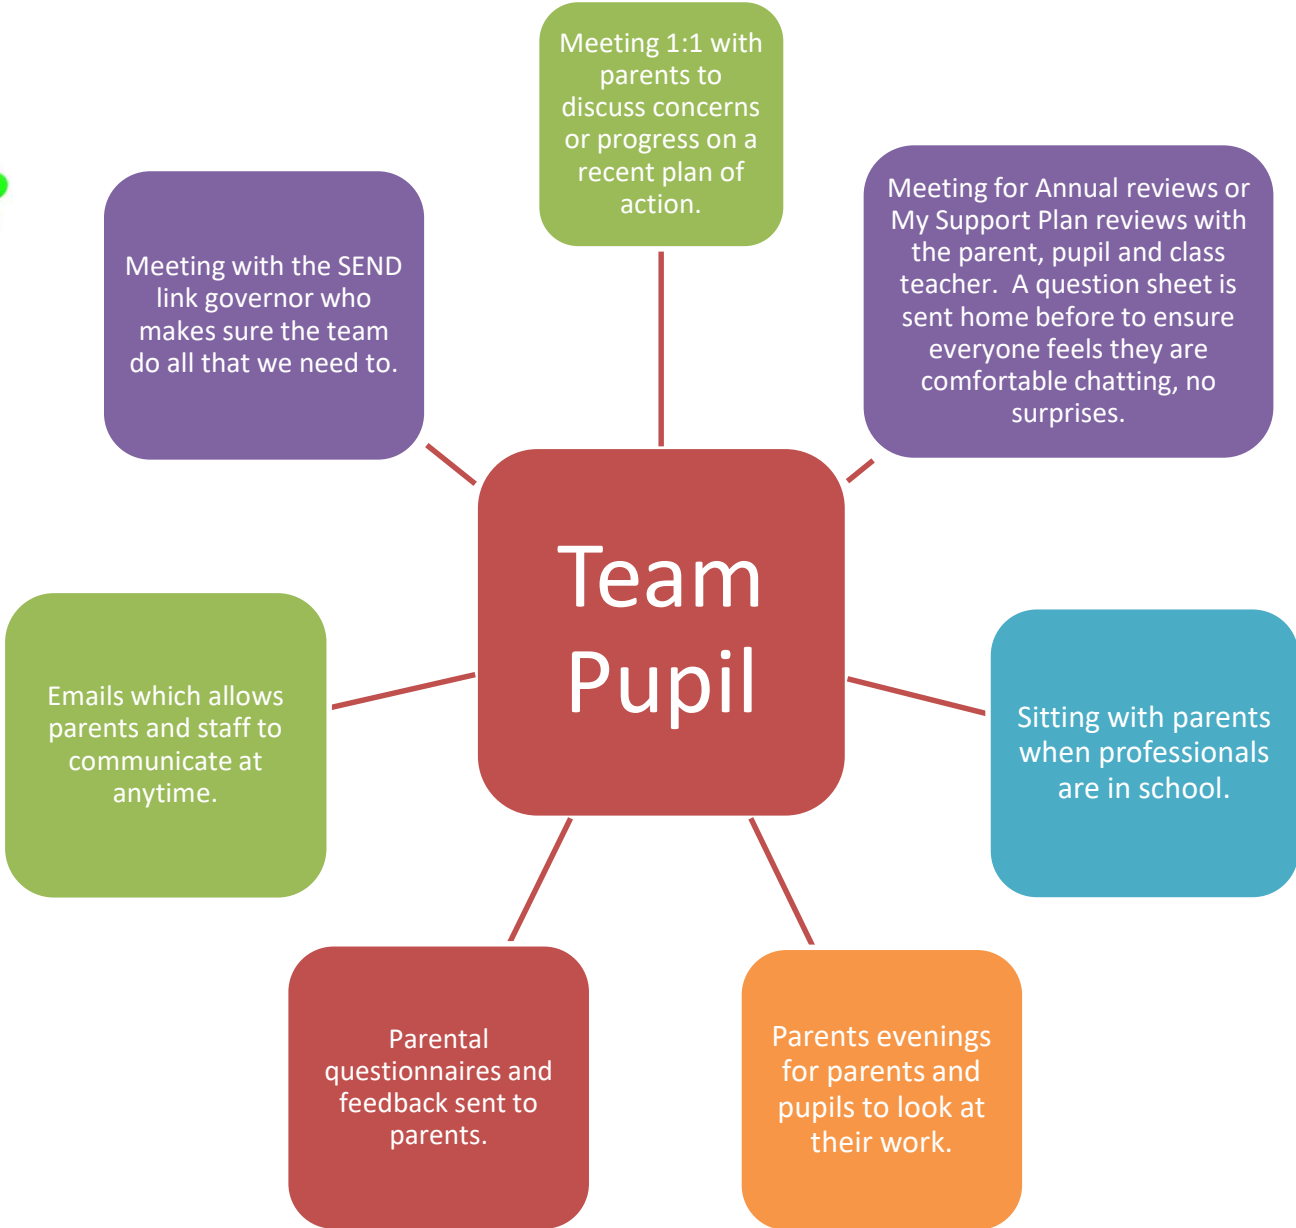 Meeting 1:1 with
parents to
discuss concerns
or progress on a
recent plan of
action.
Meeting for Annual reviews or
My Support Plan reviews with
the parent, pupil and class
teacher.  A question sheet is
sent home before to ensure
everyone feels they are
comfortable chatting, no
surprises.
Sitting with parents
when professionals
are in school.
Parents evenings
for parents and
pupils to look at
their work.
Parental
questionnaires and
feedback sent to
parents.
Emails which allows
parents and staff to
communicate at
anytime.
Meeting with the SEND
link governor who
makes sure the team
do all that we need to.
Team
Pupil